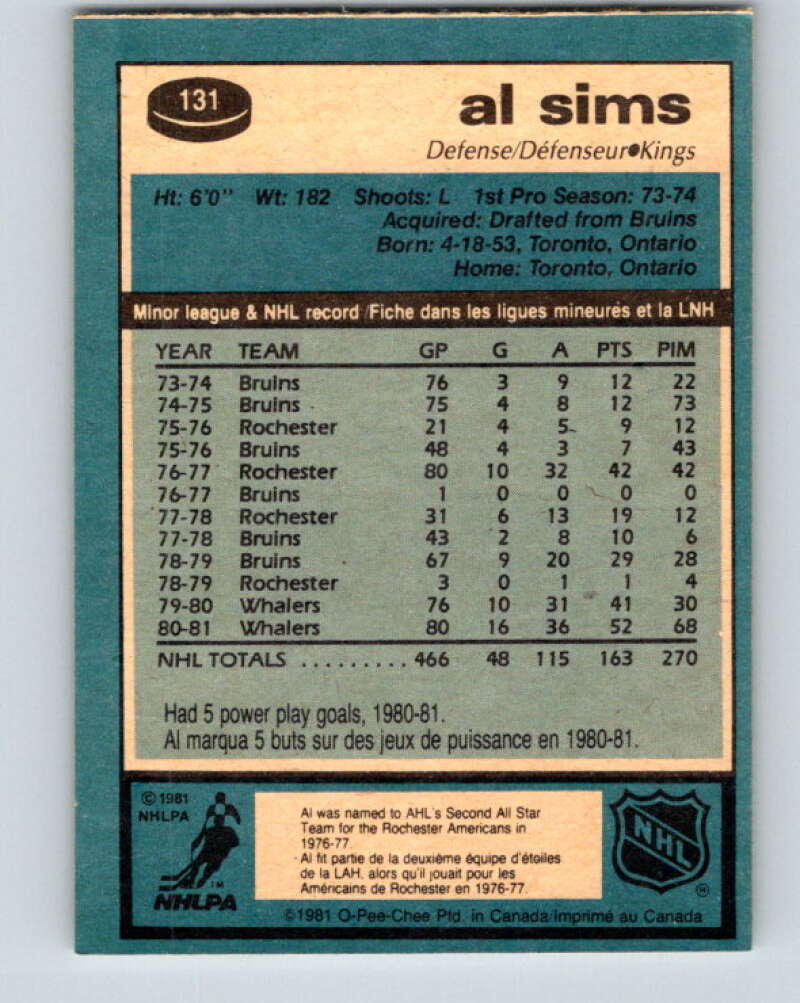 131
al sims
Defense/Défenseur●Kings
Ht: 6'0" Wt: 182 Shoots: L 1st Pro Season: 73-74
Acquired: Drafted from Bruins
Born: 4-18-53, Toronto, Ontario
Home: Toronto, Ontario
Minor league & NHL record/Fiche dans les ligues mineures et la LNH
YEAR TEAM GP G A PTS PIM
73-74 Bruins 76 3 9 12 22
74-75 Bruins 75 4 8 12 73
75-76 Rochester 21 4 5 9 12
75-76 Bruins 48 4 3 7 43
76-77 Rochester 80 10 32 42 42
76-77 Bruins 1 0 0 0 0
77-78 Rochester 31 6 13 19 12
77-78 Bruins 43 2 8 10 6
78-79 Bruins 67 9 20 29 28
78-79 Rochester 3 0 1 1 4
79-80 Whalers 76 10 31 41 30
80-81 Whalers 80 16 36 52 68
NHL TOTALS ......... 466 48 115 163 270
Had 5 power play goals, 1980-81.
Al marqua 5 buts sur des jeux de puissance en 1980-81.
© 1981
NHLPA
TM
NHLPA
Al was named to AHL's Second All Star
Team for the Rochester Americans in
1976-77.
Al fit partie de la deuxième équipe d'étoiles
de la LAH. alors qu'il jouait pour les
Américains de Rochester en 1976-77.
NHL
©1981 O-Pee-Chee Ptd. in Canada/Imprimé au Canada